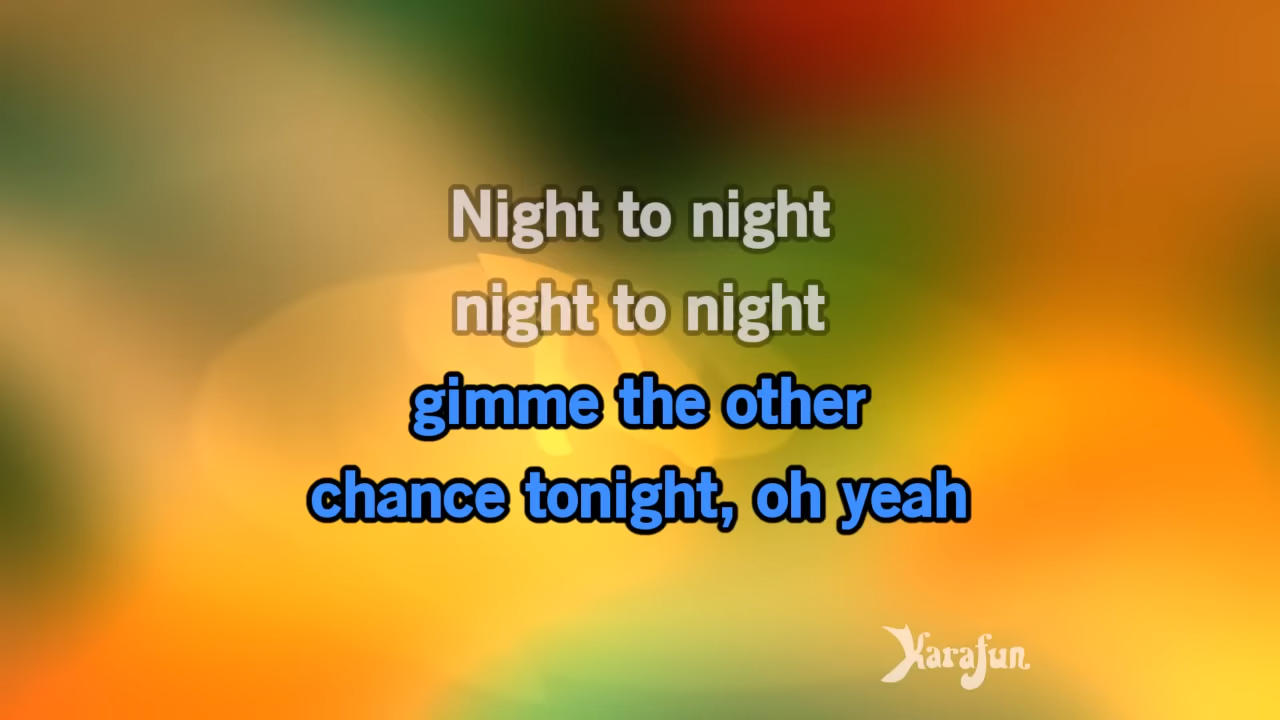 Night to night
night to night
gimme the other
chance tonight, oh yeah
Karafun